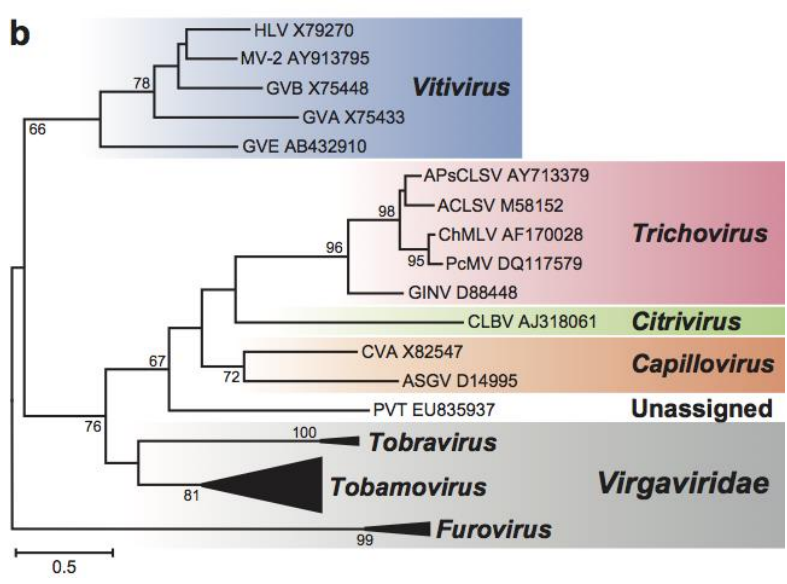 b
HLV X79270
MV-2 AY913795
78
GVB X75448
Vitivirus
GVA X75433
66
GVE AB432910
APsCLSV AY713379
98
ACLSV M58152
ChMLV AF170028
Trichovirus
96
95
PcMV DQ117579
GINV D88448
CLBV AJ318061
Citrivirus
CVA X82547
67
Capillovirus
72
ASGV D14995
PVT EU835937
Unassigned
76
100
Tobravirus
Tobamovirus
Virgaviridae
81
Furovirus
99
0.5